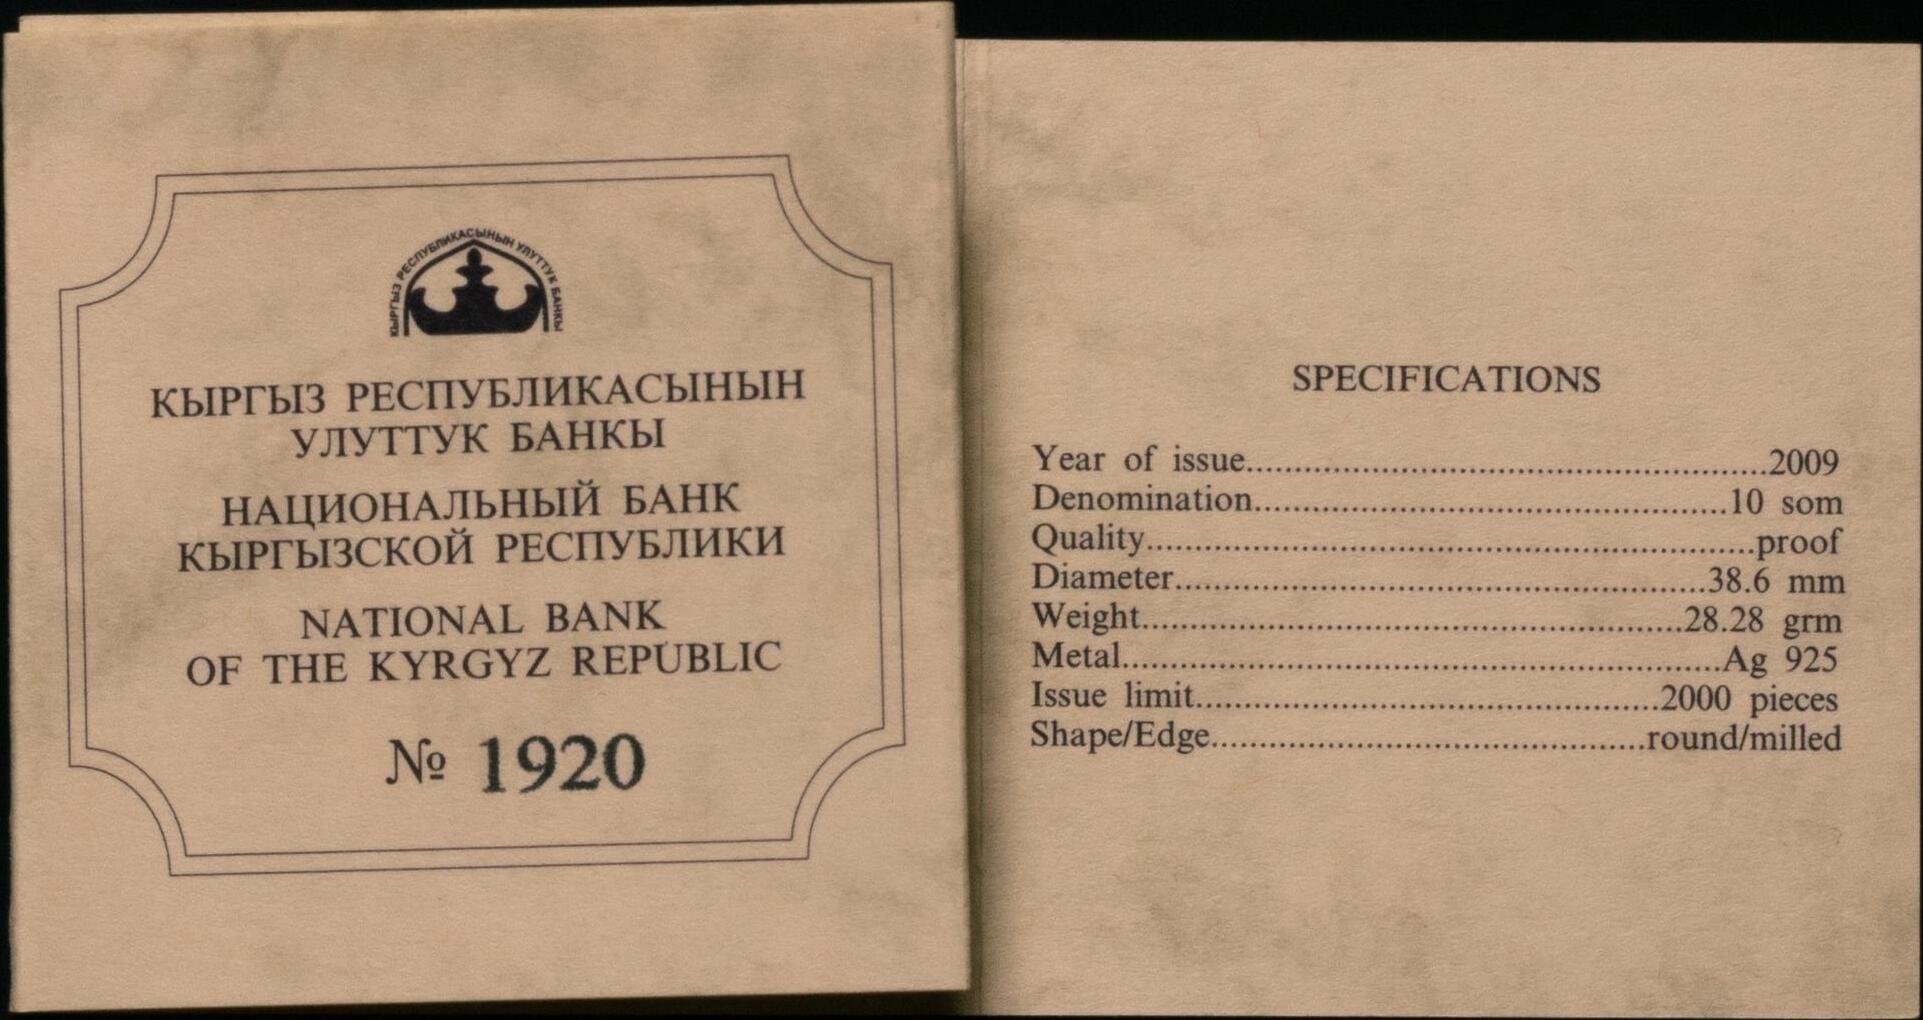 КЫРГЫЗ РЕСПУБЛИКАСЫНЫН УЛУТТУК БАНКЫ
КЫРГЫЗ РЕСПУБЛИКАСЫНЫН
УЛУТТУК БАНКЫ
НАЦИОНАЛЬНЫЙ БАНК
КЫРГЫЗСКОЙ РЕСПУБЛИКИ
NATIONAL BANK
OF THE KYRGYZ REPUBLIC
№ 1920
SPECIFICATIONS
Year of issue....................................................2009
Denomination................................................10 som
Quality.............................................................proof
Diameter......................................................38.6 mm
Weight......................................................28.28 grm
Metal............................................................Ag 925
Issue limit..............................................2000 pieces
Shape/Edge...........................................round/milled